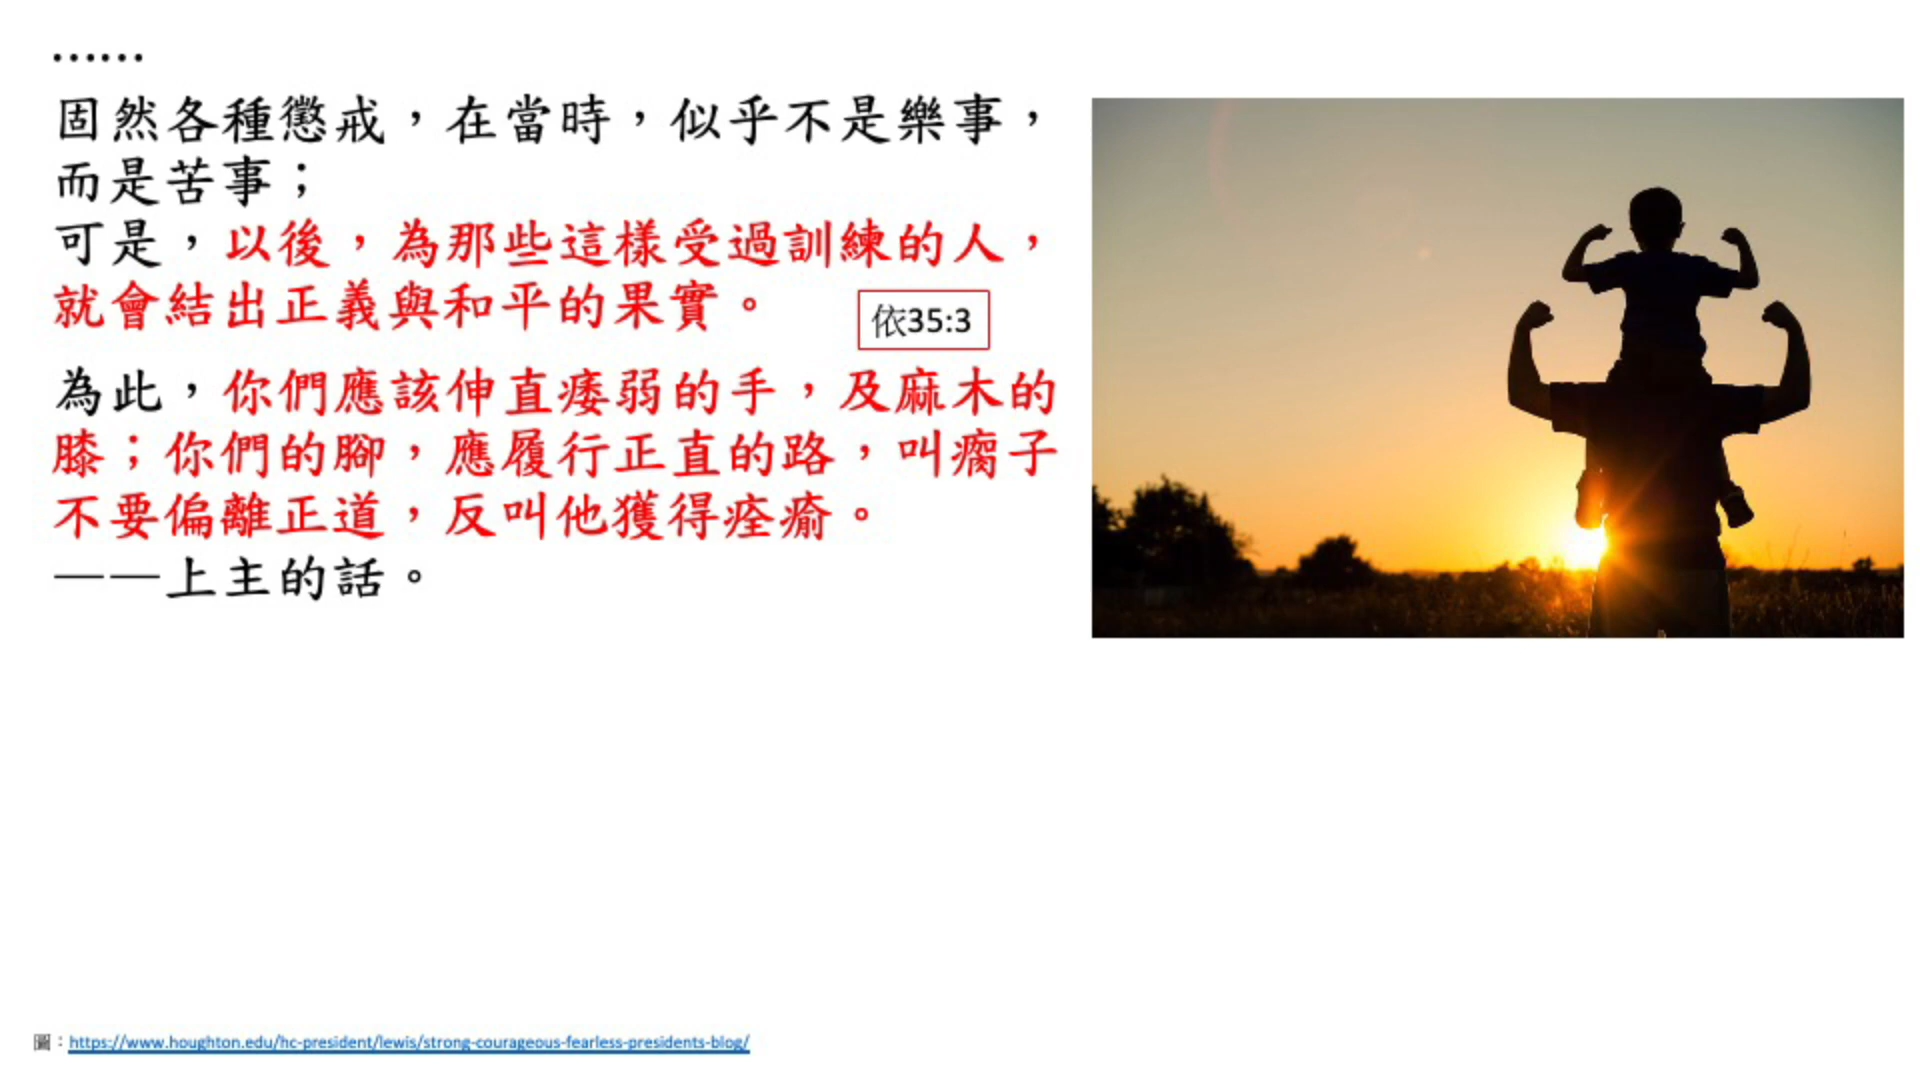 ……
固然各種懲戒，在當時，似乎不是樂事，
而是苦事；
可是，以後，為那些這樣受過訓練的人，
就會結出正義與和平的果實。
依35:3
為此，你們應該伸直痿弱的手，及麻木的
膝；你們的腳，應履行正直的路，叫瘸子
不要偏離正道，反叫他獲得痊癒。
——上主的話。
圖：https://www.houghton.edu/hc-president/lewis/strong-courageous-fearless-presidents-blog/